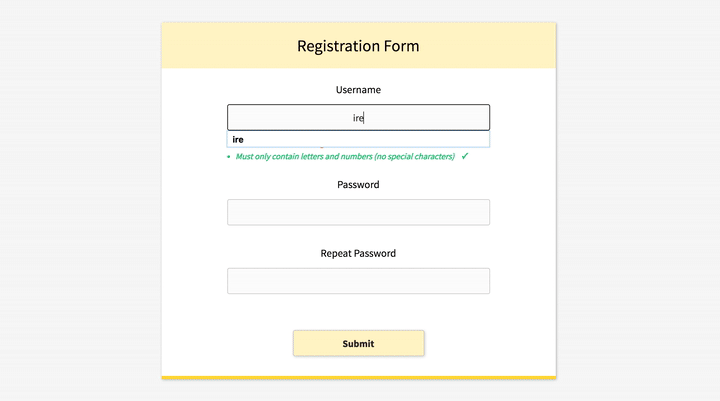 Registration Form
Username
ire
ire
• Must only contain letters and numbers (no special characters) ✓
Password
Repeat Password
Submit